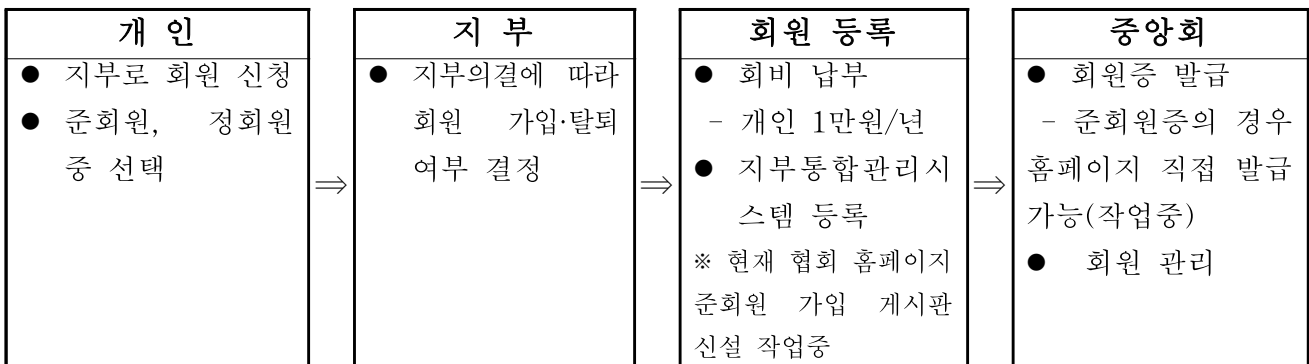 개 인
● 지부로 회원 신청
● 준회원, 정회원
중 선택
⇒
지 부
● 지부의결에 따라
회원 가입·탈퇴
여부 결정
⇒
회원 등록
● 회비 납부
- 개인 1만원/년
● 지부통합관리시
스템 등록
※ 현재 협회 홈페이지
준회원 가입 게시판
신설 작업중
⇒
중앙회
● 회원증 발급
- 준회원증의 경우
홈페이지 직접 발급
가능(작업중)
● 회원 관리